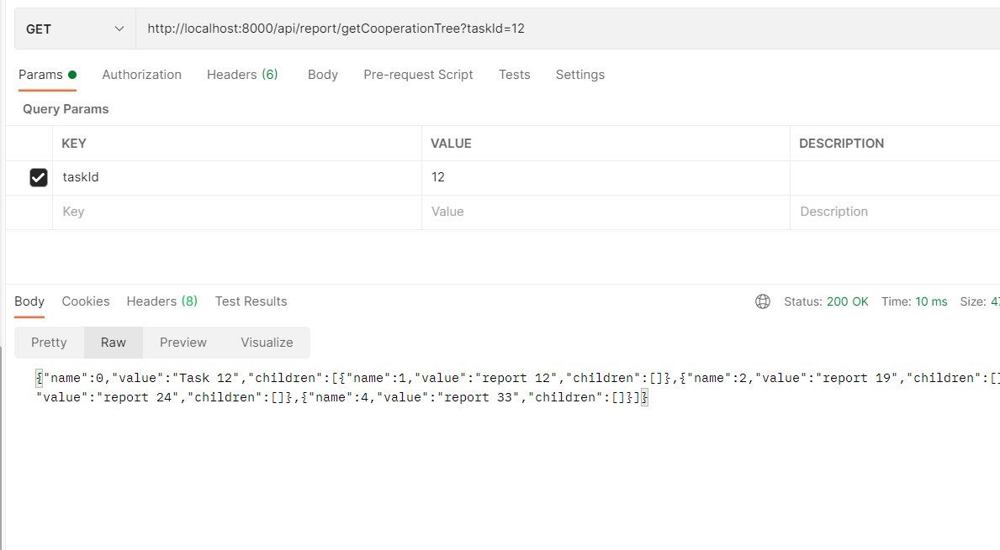 GET http://localhost:8000/api/report/getCooperationTree?taskId=12
Params Authorization Headers (6) Body Pre-request Script Tests Settings
Query Params
KEY VALUE DESCRIPTION
taskId 12
Key Value Description
Body Cookies Headers (8) Test Results Status: 200 OK Time: 10 ms Size: 47
Pretty Raw Preview Visualize
{"name":0,"value":"Task 12","children":[{"name":1,"value":"report 12","children":[]},{"name":2,"value":"report 19","children":[]
"value":"report 24","children":[]},{"name":4,"value":"report 33","children":[]}]}